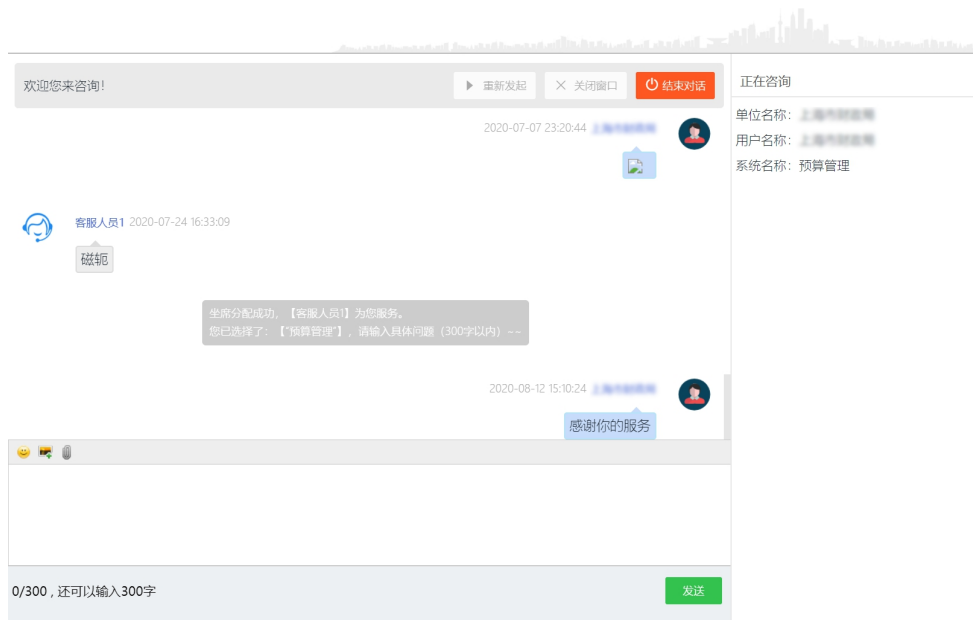 欢迎您来咨询!
重新发起
关闭窗口
结束对话
正在咨询
2020-07-07 23:20:44
单位名称:
用户名称:
系统名称: 预算管理
客服人员1 2020-07-24 16:33:09
磁轭
坐席分配成功, 【客服人员1】为您服务。
您已选择了: 【"预算管理"】, 请输入具体问题（300字以内）~~
2020-08-12 15:10:24
感谢你的服务
0/300 , 还可以输入300字
发送